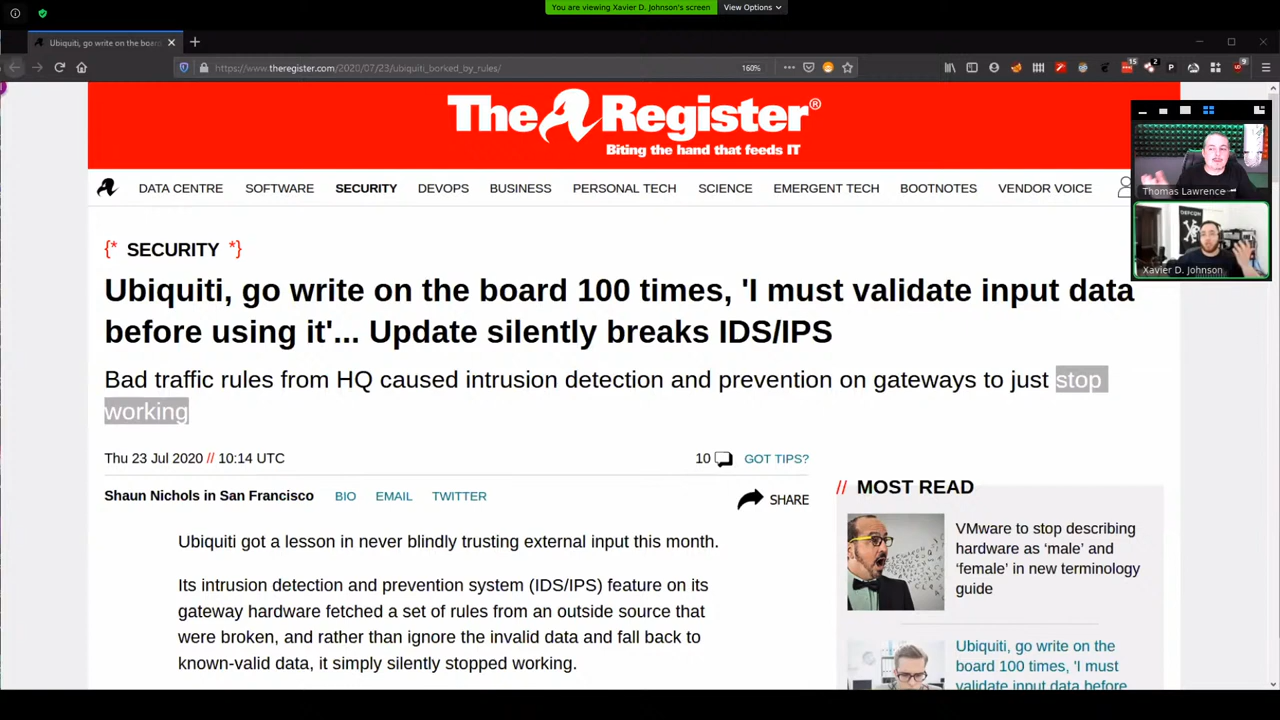 You are viewing Xavier D. Johnson's screen
View Options
Ubiquiti, go write on the board
https://www.theregister.com/2020/07/23/ubiquiti_borked_by_rules/
160%
15
2
9
The Register®
Biting the hand that feeds IT
DATA CENTRE SOFTWARE SECURITY DEVOPS BUSINESS PERSONAL TECH SCIENCE EMERGENT TECH BOOTNOTES VENDOR VOICE
Thomas Lawrence
DEFCON
Xavier D. Johnson
{* SECURITY *}
Ubiquiti, go write on the board 100 times, 'I must validate input data
before using it'... Update silently breaks IDS/IPS
Bad traffic rules from HQ caused intrusion detection and prevention on gateways to just stop
working
Thu 23 Jul 2020 // 10:14 UTC
10
GOT TIPS?
Shaun Nichols in San Francisco BIO EMAIL TWITTER
SHARE
Ubiquiti got a lesson in never blindly trusting external input this month.
Its intrusion detection and prevention system (IDS/IPS) feature on its
gateway hardware fetched a set of rules from an outside source that
were broken, and rather than ignore the invalid data and fall back to
known-valid data, it simply silently stopped working.
// MOST READ
VMware to stop describing
hardware as ‘male’ and
‘female’ in new terminology
guide
Ubiquiti, go write on the
board 100 times, 'I must
validate input data before